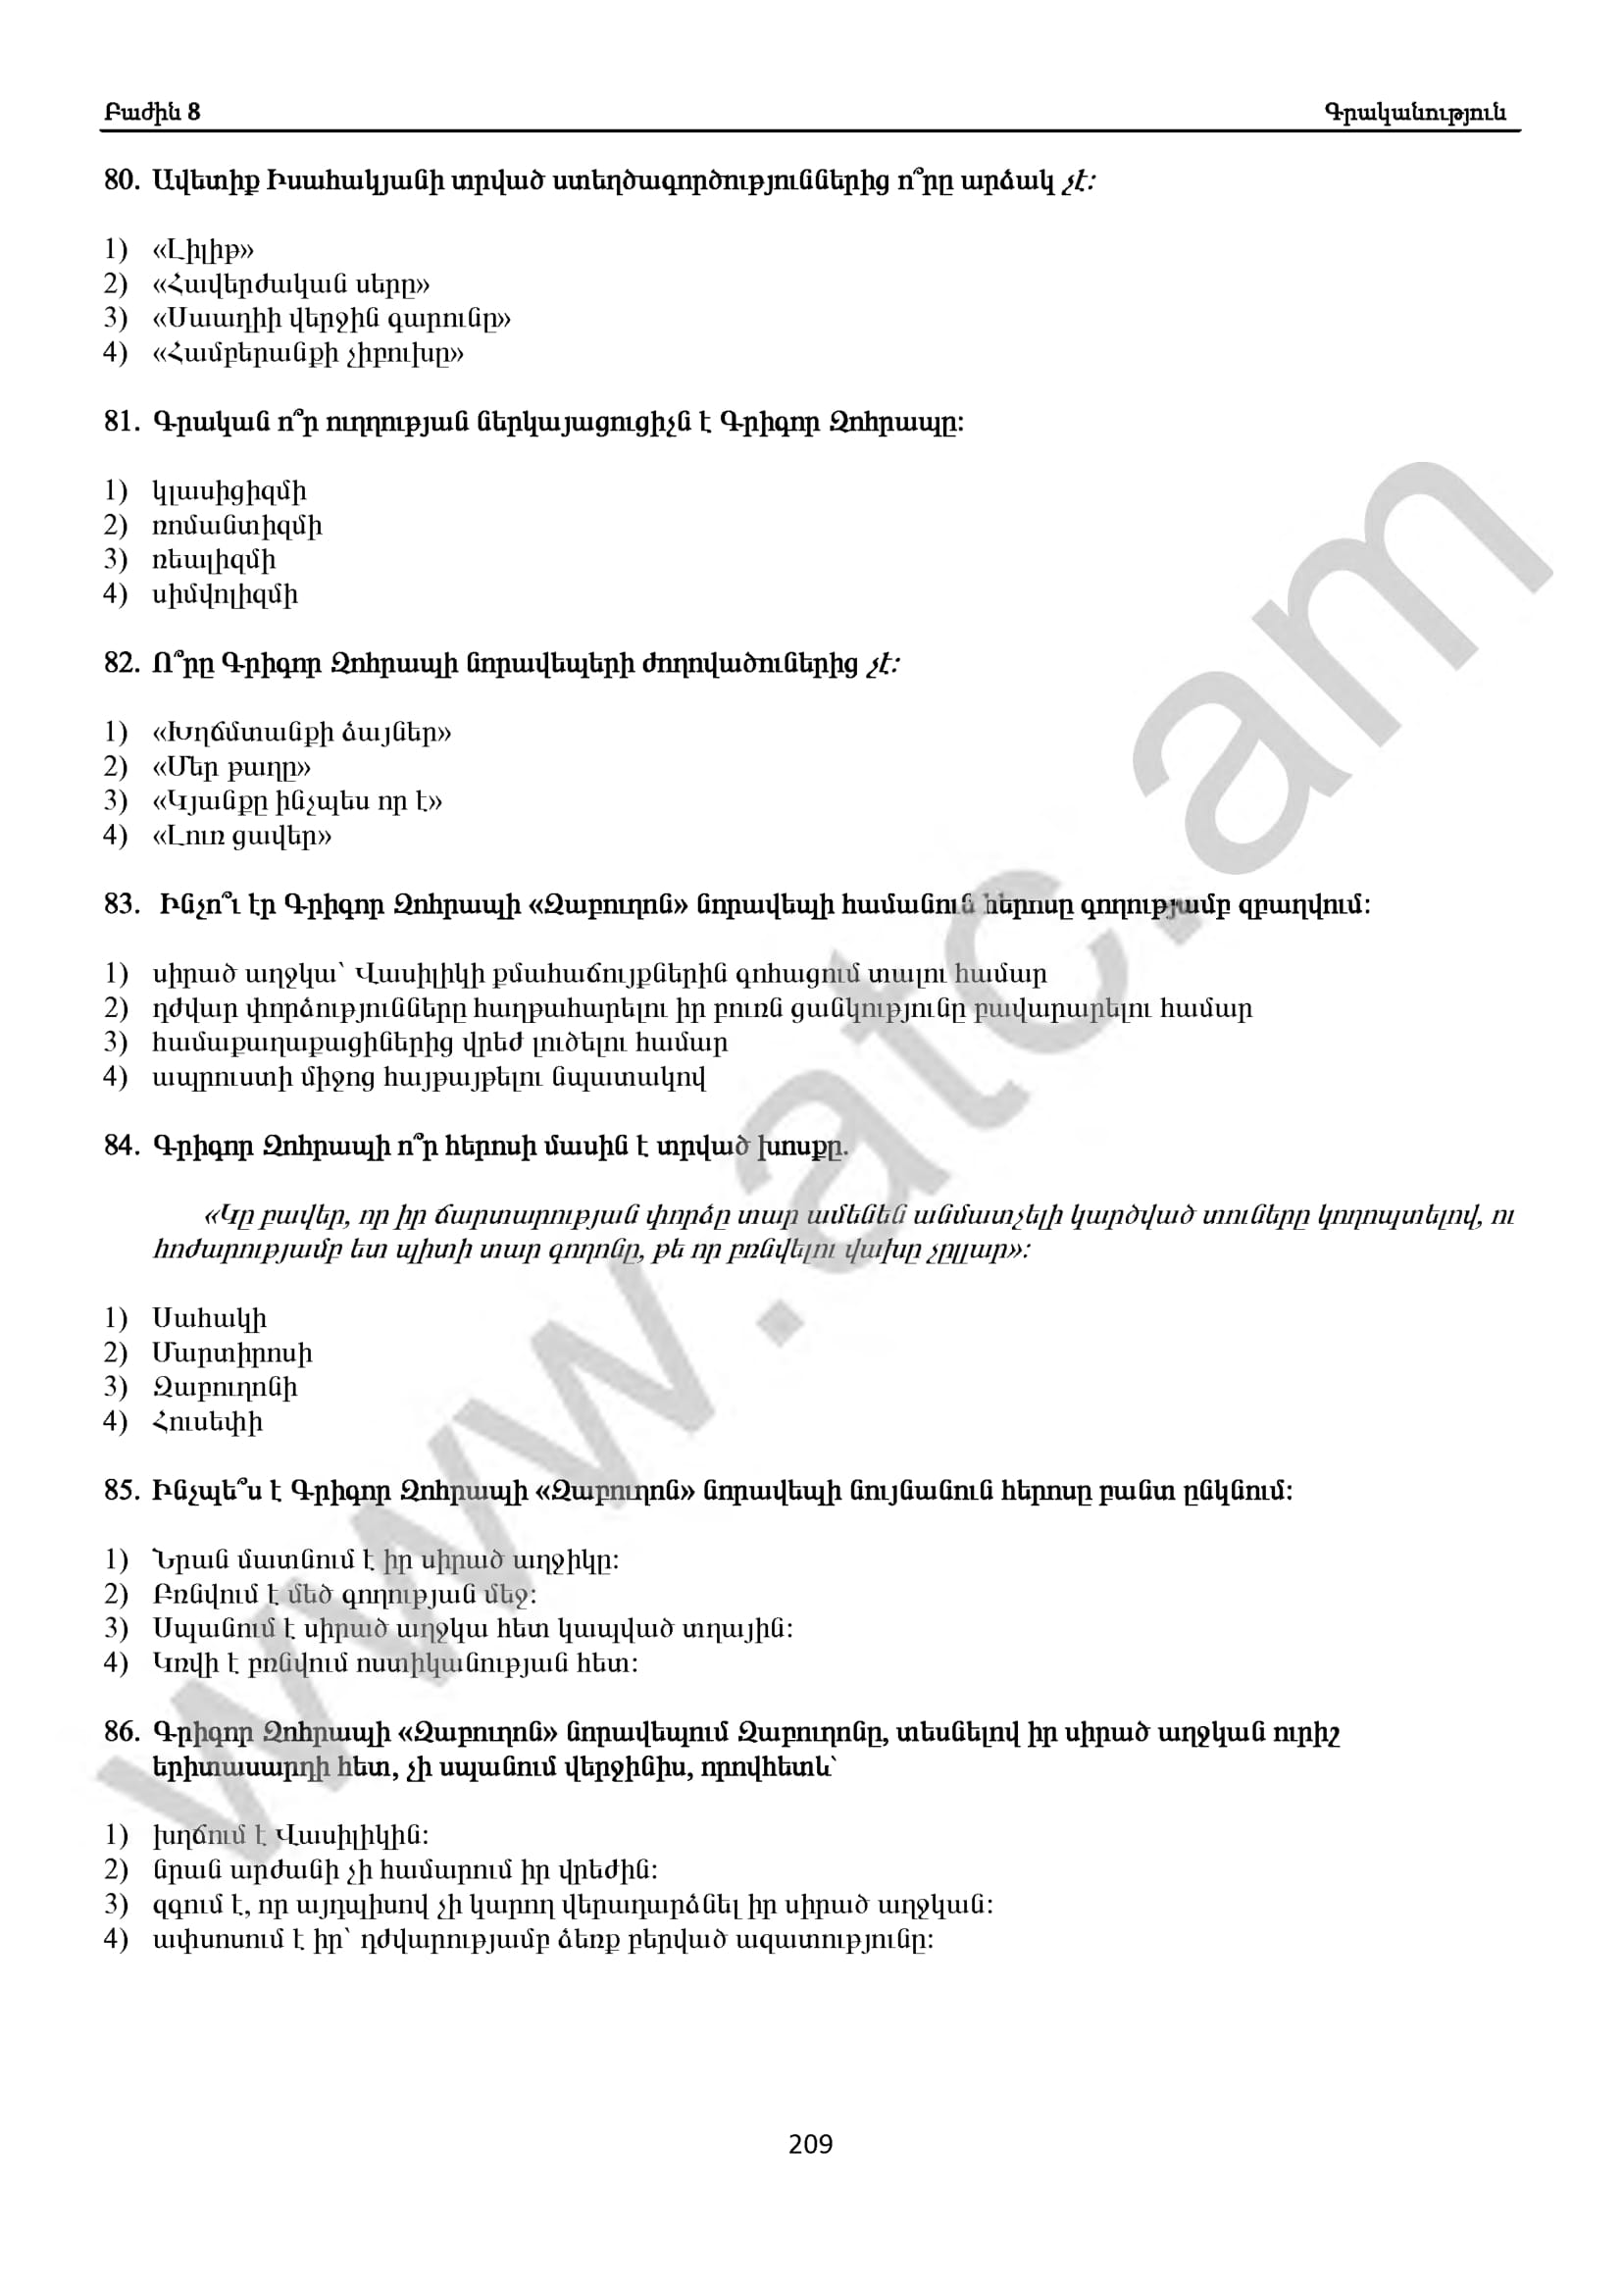 Բաժին 8 Գրականություն
80. Ավետիք Իսահակյանի տրված ստեղծագործություններից ո՞րը արձակ չէ:
1) «Լիլիթ»
2) «Հավերժական սերը»
3) «Սաադիի վերջին գարունը»
4) «Համբերանքի չիբուխը»
81. Գրական ո՞ր ուղղության ներկայացուցիչն է Գրիգոր Զոհրապը:
1) կլասիցիզմի
2) ռոմանտիզմի
3) ռեալիզմի
4) սիմվոլիզմի
82. Ո՞րը Գրիգոր Զոհրապի նորավեպերի ժողովածուներից չէ:
1) «Խղճմտանքի ձայներ»
2) «Մեր թաղը»
3) «Կյանքը ինչպես որ է»
4) «Լուռ ցավեր»
83. Ինչո՞ւ էր Գրիգոր Զոհրապի «Զաբուղոն» նորավեպի համանուն հերոսը գողությամբ զբաղվում:
1) սիրած աղջկա՝ Վասիլիկի քմահաճույքներին գոհացում տալու համար
2) դժվար փորձությունները հաղթահարելու իր բուռն ցանկությունը բավարարելու համար
3) համաքաղաքացիներից վրեժ լուծելու համար
4) ապրուստի միջոց հայթայթելու նպատակով
84. Գրիգոր Զոհրապի ո՞ր հերոսի մասին է տրված խոսքը.
«Կը բավեր, որ իր ճարտարության փորձը տար ամենեն անմատչելի կարծված տուները կողոպտելով, ու
հոժարությամբ ետ պիտի տար գողոնը, թե որ բռնվելու վախը չըլլար»:
1) Սահակի
2) Մարտիրոսի
3) Զաբուղոնի
4) Հուսեփի
85. Ինչպե՞ս է Գրիգոր Զոհրապի «Զաբուղոն» նորավեպի նույնանուն հերոսը բանտ ընկնում:
1) Նրան մատնում է իր սիրած աղջիկը:
2) Բռնվում է մեծ գողության մեջ:
3) Սպանում է սիրած աղջկա հետ կապված տղային:
4) Կռվի է բռնվում ոստիկանության հետ:
86. Գրիգոր Զոհրապի «Զաբուղոն» նորավեպում Զաբուղոնը, տեսնելով իր սիրած աղջկան ուրիշ
երիտասարդի հետ, չի սպանում վերջինիս, որովհետև՝
1) խղճում է Վասիլիկին:
2) նրան արժանի չի համարում իր վրեժին:
3) զգում է, որ այդպիսով չի կարող վերադարձնել իր սիրած աղջկան:
4) ափսոսում է իր՝ դժվարությամբ ձեռք բերված ազատությունը:
209
www.atc.am